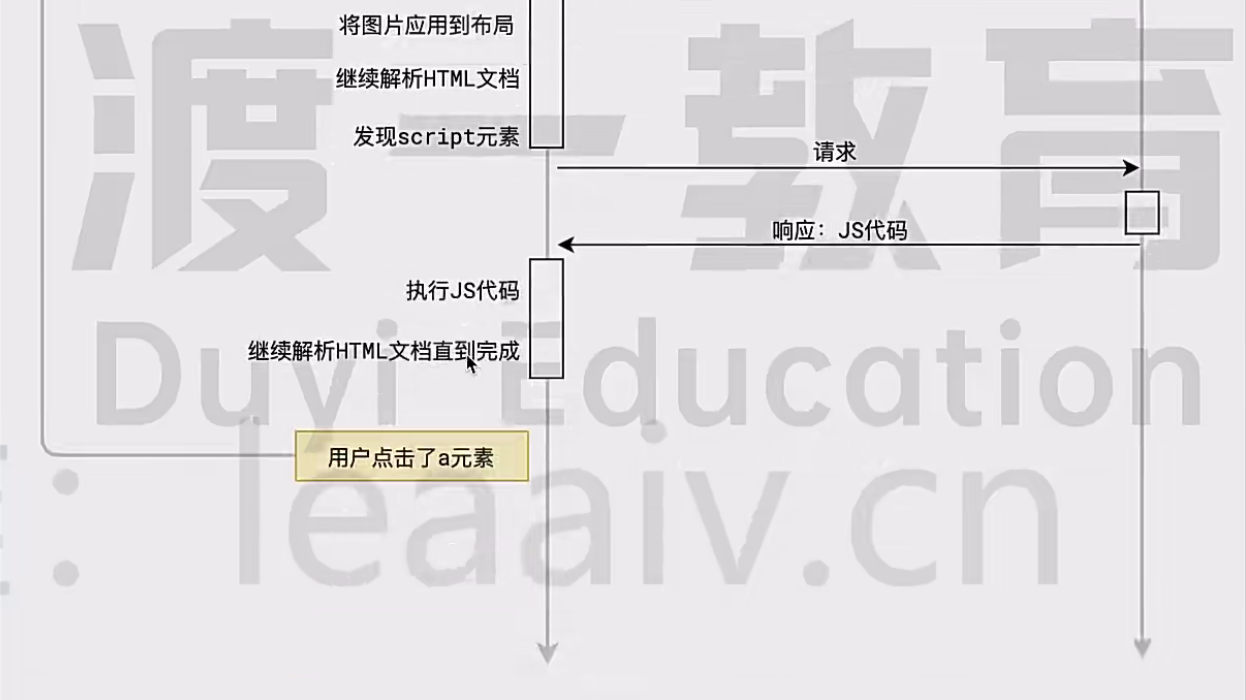 将图片应用到布局
继续解析HTML文档
发现script元素
请求
响应：JS代码
执行JS代码
继续解析HTML文档直到完成
用户点击了a元素
渡一教育
Duyi Education
: leaaiv.cn